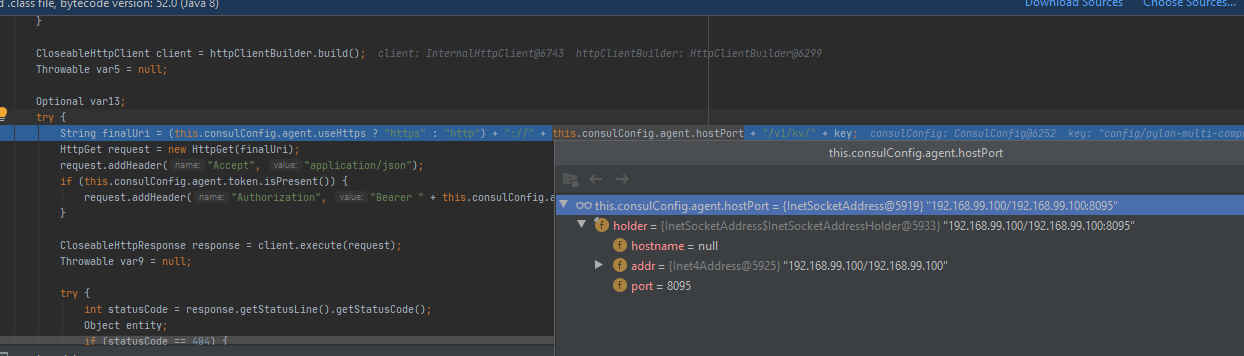 d .class file, bytecode version: 52.0 (Java 8)
Download Sources
Choose Sources...
}
CloseableHttpClient client = httpClientBuilder.build(); client: InternalHttpClient@6743 httpClientBuilder: HttpClientBuilder@6299
Throwable var5 = null;
Optional var13;
try {
String finalUri = (this.consulConfig.agent.useHttps ? "https" : "http") + "://" + this.consulConfig.agent.hostPort + "/v1/kv/" + key; consulConfig: ConsulConfig@6252 key: "config/pylon-multi-comp
HttpGet request = new HttpGet(finalUri);
request.addHeader( name: "Accept", value: "application/json");
if (this.consulConfig.agent.token.isPresent()) {
request.addHeader( name: "Authorization", value: "Bearer " + this.consulConfig.a
}
CloseableHttpResponse response = client.execute(request);
Throwable var9 = null;
try {
int statusCode = response.getStatusLine().getStatusCode();
Object entity;
if (statusCode == 404) {
this.consulConfig.agent.hostPort
this.consulConfig.agent.hostPort = {InetSocketAddress@5919} "192.168.99.100/192.168.99.100:8095"
f holder = {InetSocketAddress$InetSocketAddressHolder@5933} "192.168.99.100/192.168.99.100:8095"
f hostname = null
f addr = {Inet4Address@5925} "192.168.99.100/192.168.99.100"
f port = 8095